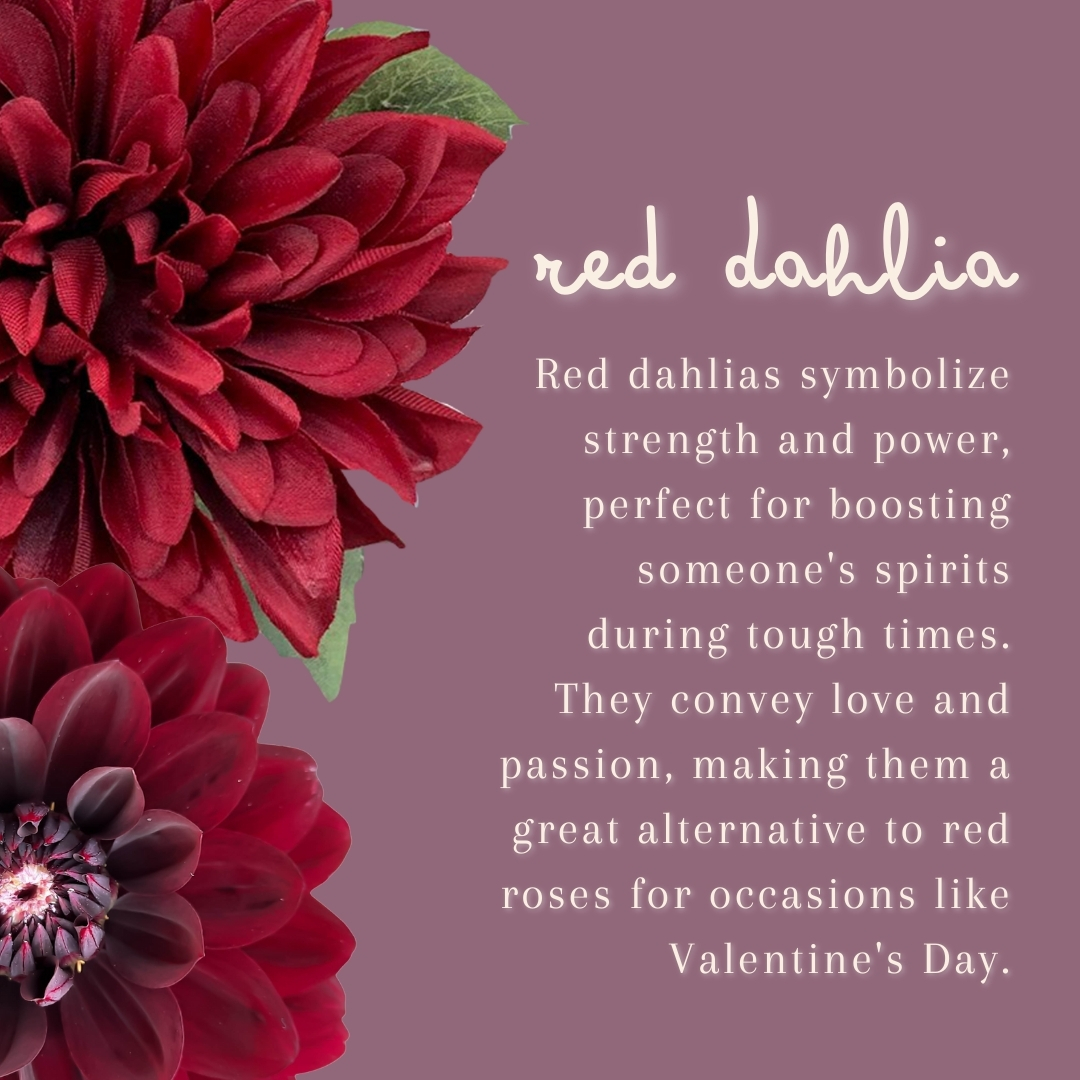 red dahlia
Red dahlias symbolize
strength and power,
perfect for boosting
someone's spirits
during tough times.
They convey love and
passion, making them a
great alternative to red
roses for occasions like
Valentine's Day.